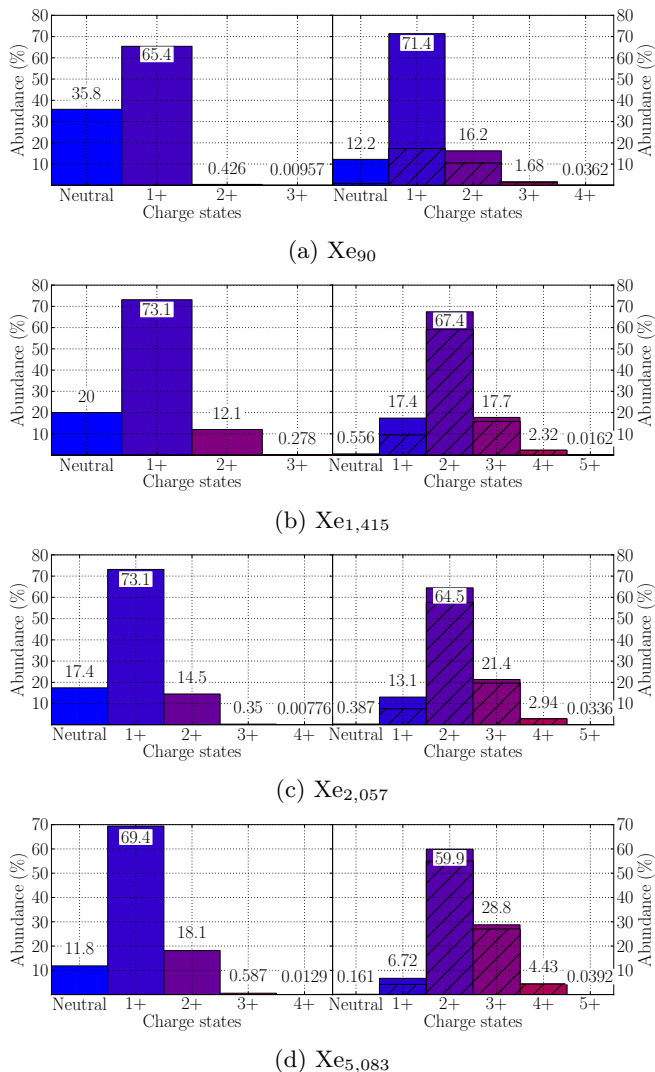 80 80
70 70
60 60
50 50
40 40
30 30
20 20
10 10
Abundance (%) Abundance (%)
35.8 65.4 0.426 0.00957 12.2 71.4 16.2 1.68 0.0362
Neutral 1+ 2+ 3+ Neutral 1+ 2+ 3+ 4+
Charge states Charge states
(a) Xe90
80 80
70 70
60 60
50 50
40 40
30 30
20 20
10 10
Abundance (%) Abundance (%)
20 73.1 12.1 0.278 0.556 17.4 67.4 17.7 2.32 0.0162
Neutral 1+ 2+ 3+ Neutral 1+ 2+ 3+ 4+ 5+
Charge states Charge states
(b) Xe1,415
80 80
70 70
60 60
50 50
40 40
30 30
20 20
10 10
Abundance (%) Abundance (%)
17.4 73.1 14.5 0.35 0.00776 0.387 13.1 64.5 21.4 2.94 0.0336
Neutral 1+ 2+ 3+ 4+ Neutral 1+ 2+ 3+ 4+ 5+
Charge states Charge states
(c) Xe2,057
70 70
60 60
50 50
40 40
30 30
20 20
10 10
Abundance (%) Abundance (%)
11.8 69.4 18.1 0.587 0.0129 0.161 6.72 59.9 28.8 4.43 0.0392
Neutral 1+ 2+ 3+ 4+ Neutral 1+ 2+ 3+ 4+ 5+
Charge states Charge states
(d) Xe5,083